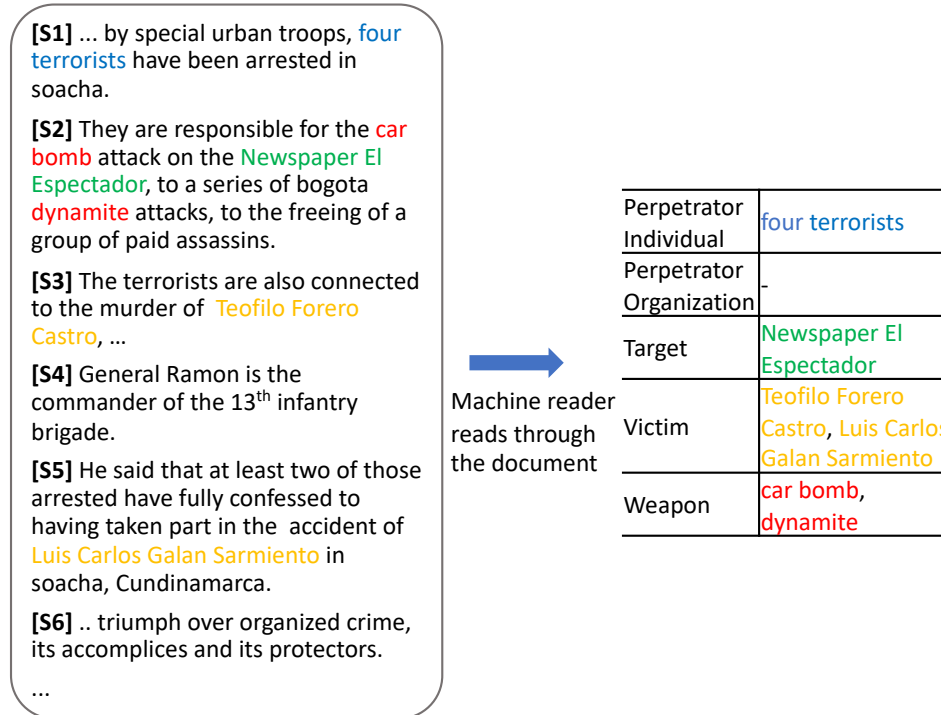 [S1] ... by special urban troops, four
terrorists have been arrested in
soacha.
[S2] They are responsible for the car
bomb attack on the Newspaper El
Espectador, to a series of bogota
dynamite attacks, to the freeing of a
group of paid assassins.
[S3] The terrorists are also connected
to the murder of Teofilo Forero
Castro, ...
[S4] General Ramon is the
commander of the 13th infantry
brigade.
[S5] He said that at least two of those
arrested have fully confessed to
having taken part in the accident of
Luis Carlos Galan Sarmiento in
soacha, Cundinamarca.
[S6] .. triumph over organized crime,
its accomplices and its protectors.
...
Machine reader
reads through
the document
Perpetrator
Individual
four terrorists
Perpetrator
Organization
-
Target
Newspaper El
Espectador
Victim
Teofilo Forero
Castro, Luis Carlos
Galan Sarmiento
Weapon
car bomb,
dynamite